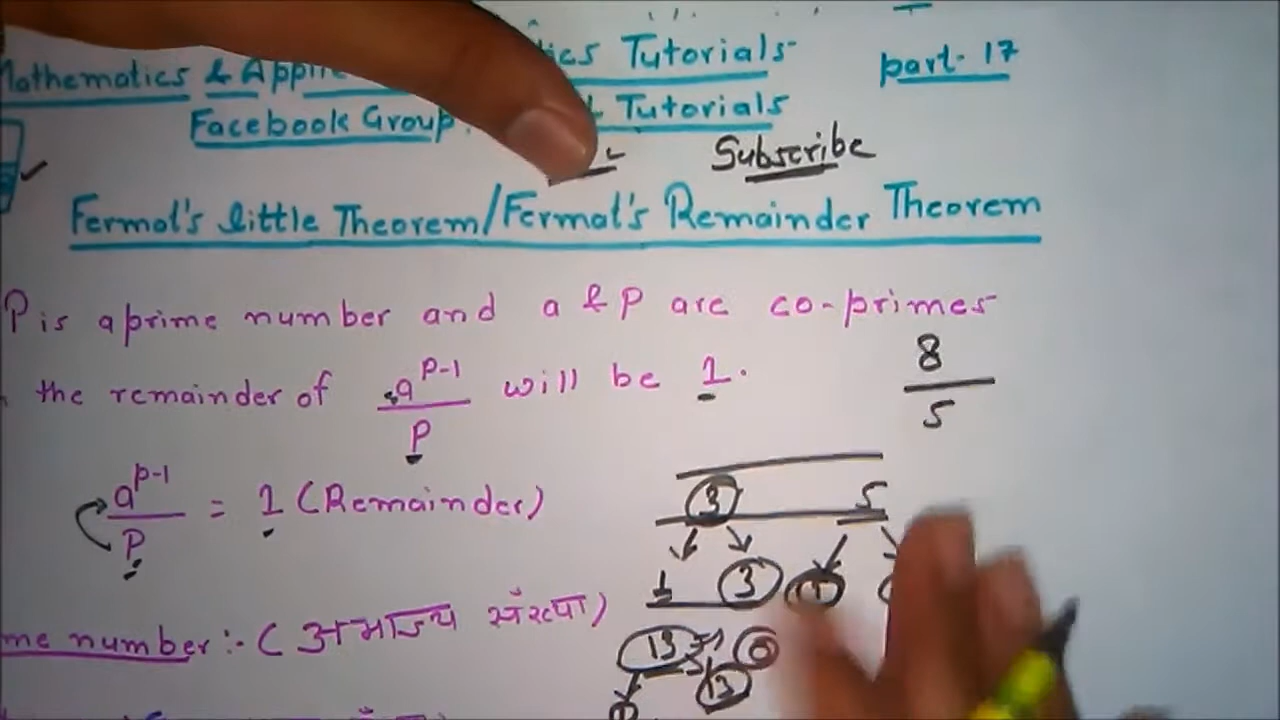 tics Tutorials
part-17
Mathematics & Appli
Facebook Group. Tutorials
Subscribe
Fermat's little Theorem/Fermat's Remainder Theorem
P is a prime number and a & P are co-primes
the remainder of a^{P-1}/P will be 1.
8/5
a^{P-1}/P = 1 (Remainder)
3 5
1 3
me number:- (अभाज्य संख्या)
13
13